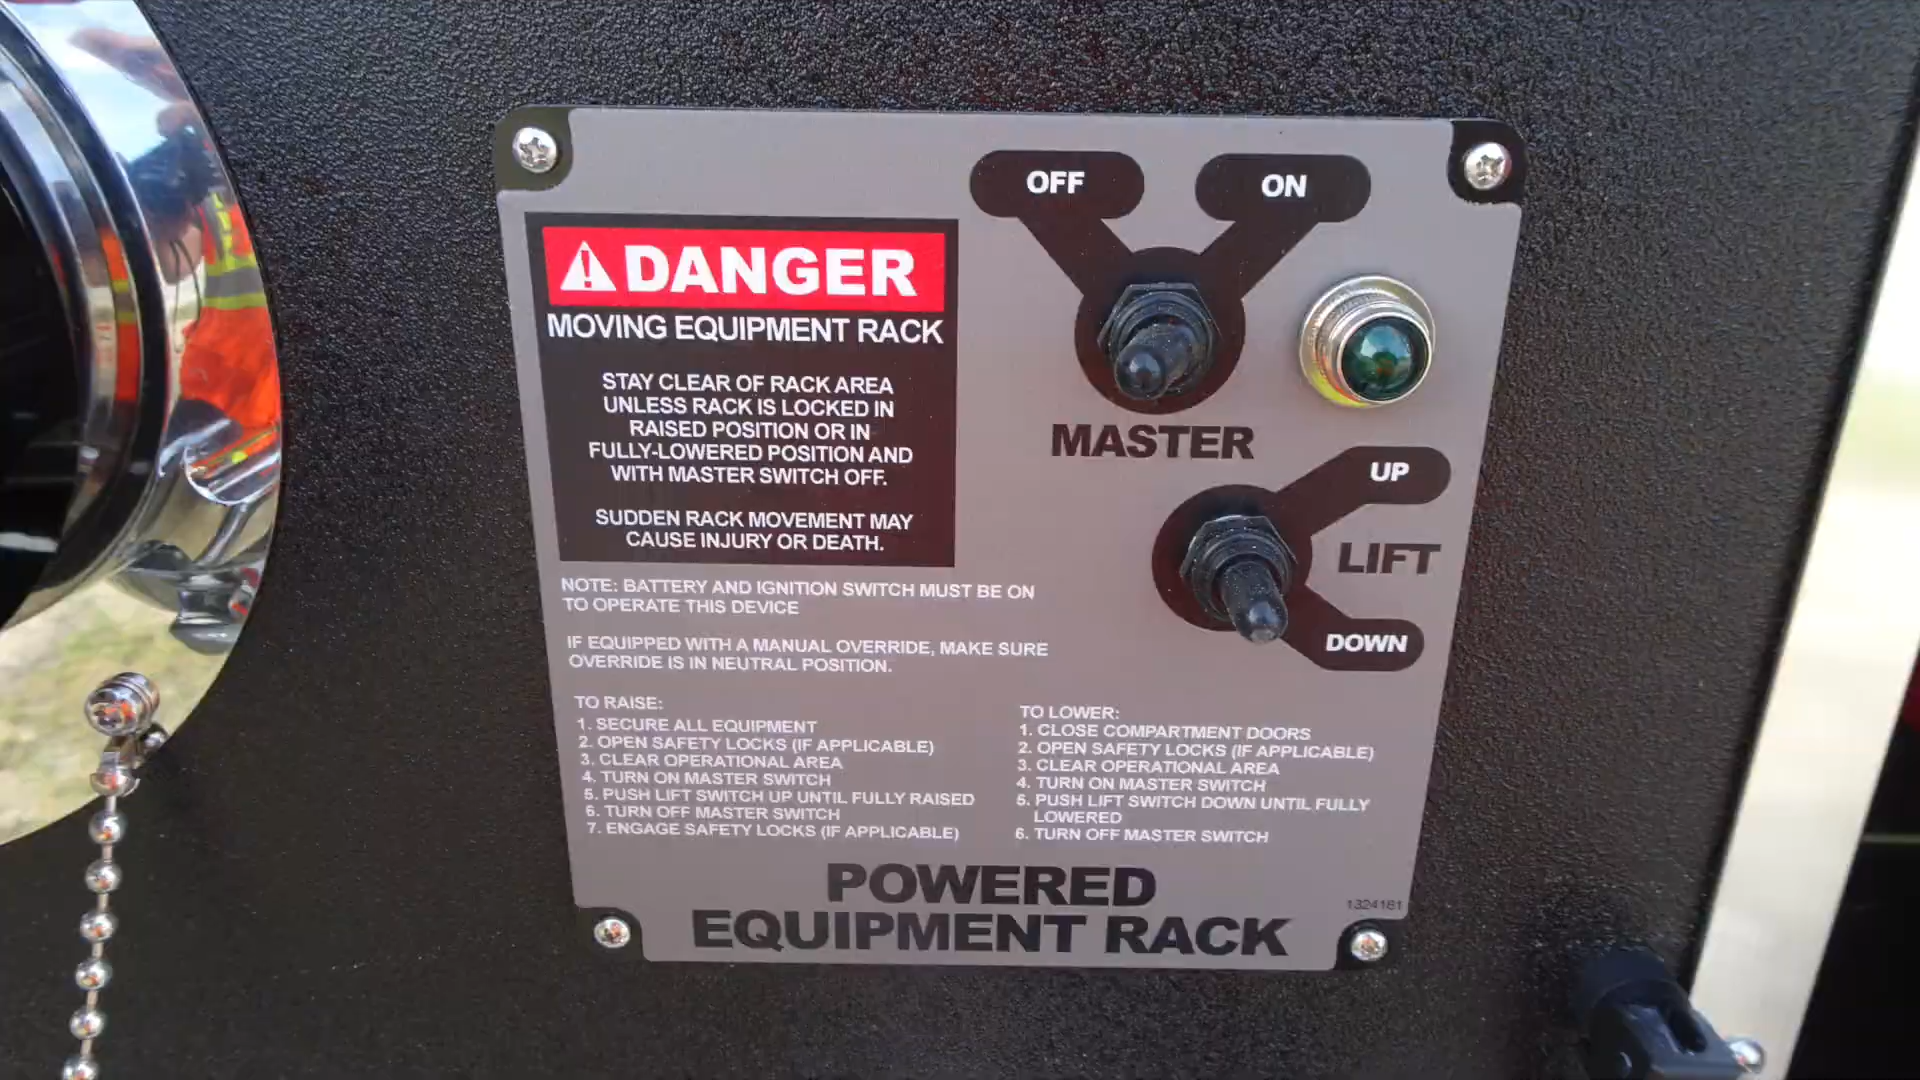 OFF
ON
DANGER
MOVING EQUIPMENT RACK
STAY CLEAR OF RACK AREA
UNLESS RACK IS LOCKED IN
RAISED POSITION OR IN
FULLY-LOWERED POSITION AND
WITH MASTER SWITCH OFF.
SUDDEN RACK MOVEMENT MAY
CAUSE INJURY OR DEATH.
MASTER
UP
LIFT
DOWN
NOTE: BATTERY AND IGNITION SWITCH MUST BE ON
TO OPERATE THIS DEVICE
IF EQUIPPED WITH A MANUAL OVERRIDE, MAKE SURE
OVERRIDE IS IN NEUTRAL POSITION.
TO RAISE:
1. SECURE ALL EQUIPMENT
2. OPEN SAFETY LOCKS (IF APPLICABLE)
3. CLEAR OPERATIONAL AREA
4. TURN ON MASTER SWITCH
5. PUSH LIFT SWITCH UP UNTIL FULLY RAISED
6. TURN OFF MASTER SWITCH
7. ENGAGE SAFETY LOCKS (IF APPLICABLE)
TO LOWER:
1. CLOSE COMPARTMENT DOORS
2. OPEN SAFETY LOCKS (IF APPLICABLE)
3. CLEAR OPERATIONAL AREA
4. TURN ON MASTER SWITCH
5. PUSH LIFT SWITCH DOWN UNTIL FULLY
LOWERED
6. TURN OFF MASTER SWITCH
POWERED
EQUIPMENT RACK
1324161